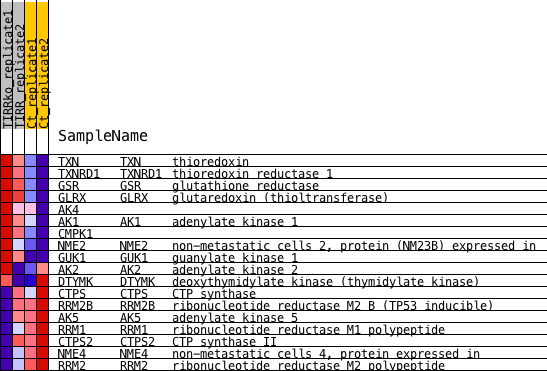 TIRRko_replicate1
TIRR_replicate2
Ct_replicate1
Ct_replicate2
SampleName
TXN TXN thioredoxin
TXNRD1 TXNRD1 thioredoxin reductase 1
GSR GSR glutathione reductase
GLRX GLRX glutaredoxin (thioltransferase)
AK4
AK1 AK1 adenylate kinase 1
CMPK1
NME2 NME2 non-metastatic cells 2, protein (NM23B) expressed in
GUK1 GUK1 guanylate kinase 1
AK2 AK2 adenylate kinase 2
DTYMK DTYMK deoxythymidylate kinase (thymidylate kinase)
CTPS CTPS CTP synthase
RRM2B RRM2B ribonucleotide reductase M2 B (TP53 inducible)
AK5 AK5 adenylate kinase 5
RRM1 RRM1 ribonucleotide reductase M1 polypeptide
CTPS2 CTPS2 CTP synthase II
NME4 NME4 non-metastatic cells 4, protein expressed in
RRM2 RRM2 ribonucleotide reductase M2 polypeptide